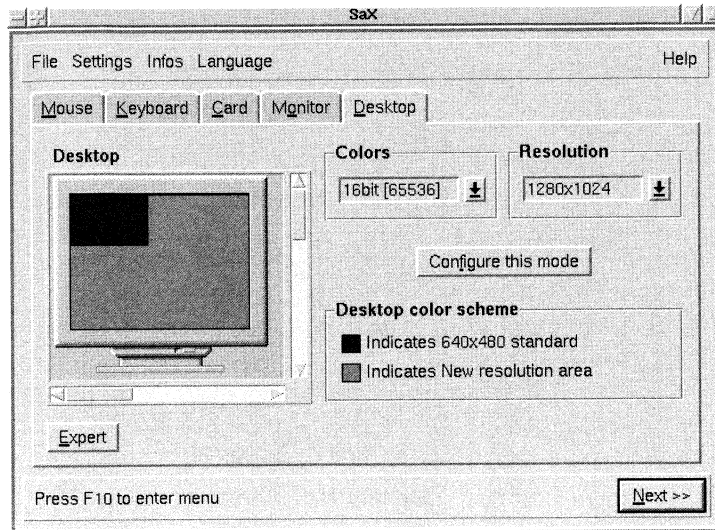 SaX
File Settings Infos Language Help
Mouse Keyboard Card Monitor Desktop
Desktop
Colors
Resolution
16bit [65536]
1280x1024
Configure this mode
Desktop color scheme
Indicates 640x480 standard
Indicates New resolution area
Expert
Press F10 to enter menu
Next >>